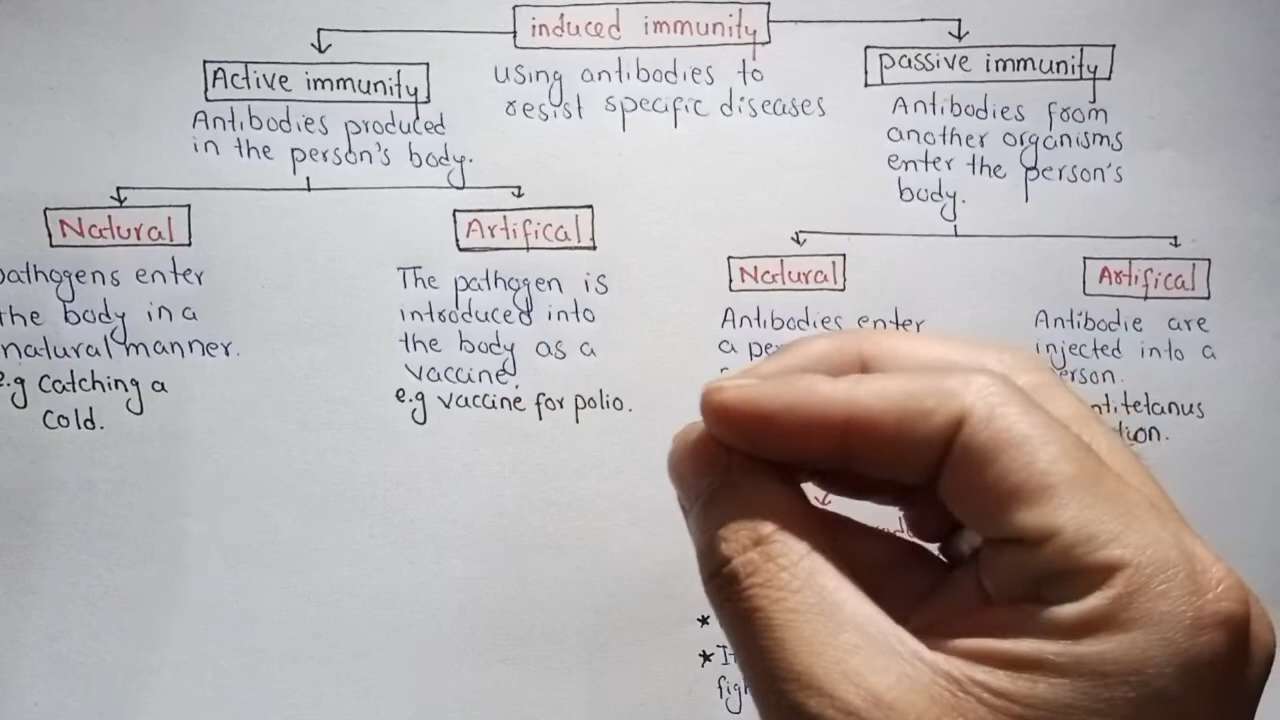 induced immunity
using antibodies to
resist specific diseases
Active immunity
Antibodies produced
in the person's body.
passive immunity
Antibodies from
another organisms
enter the person's
body.
Natural
pathogens enter
the body in a
natural manner.
e.g catching a
cold.
Artifical
The pathogen is
introduced into
the body as a
vaccine.
e.g vaccine for polio.
Natural
Antibodies enter
a
Artifical
Antibodie are
injected into a